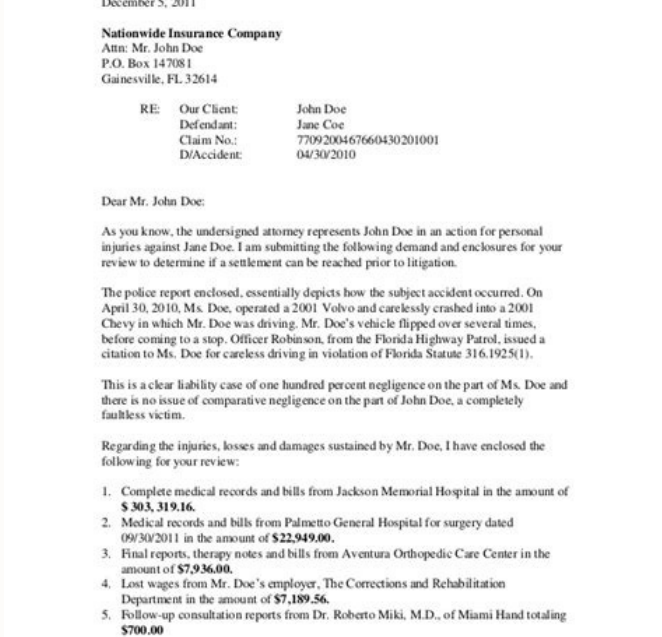 December 5, 2011
Nationwide Insurance Company
Attn: Mr. John Doe
P.O. Box 147081
Gainesville, FL 32614
RE: Our Client: John Doe
Defendant: Jane Coe
Claim No.: 7709200467660430201001
D/Accident: 04/30/2010
Dear Mr. John Doe:
As you know, the undersigned attorney represents John Doe in an action for personal
injuries against Jane Doe. I am submitting the following demand and enclosures for your
review to determine if a settlement can be reached prior to litigation.
The police report enclosed, essentially depicts how the subject accident occurred. On
April 30, 2010, Ms. Doe, operated a 2001 Volvo and carelessly crashed into a 2001
Chevy in which Mr. Doe was driving. Mr. Doe's vehicle flipped over several times,
before coming to a stop. Officer Robinson, from the Florida Highway Patrol, issued a
citation to Ms. Doe for careless driving in violation of Florida Statute 316.1925(1).
This is a clear liability case of one hundred percent negligence on the part of Ms. Doe and
there is no issue of comparative negligence on the part of John Doe, a completely
faultless victim.
Regarding the injuries, losses and damages sustained by Mr. Doe, I have enclosed the
following for your review:
1. Complete medical records and bills from Jackson Memorial Hospital in the amount of
$ 303, 319.16.
2. Medical records and bills from Palmetto General Hospital for surgery dated
09/30/2011 in the amount of $22,949.00.
3. Final reports, therapy notes and bills from Aventura Orthopedic Care Center in the
amount of $7,936.00.
4. Lost wages from Mr. Doe's employer, The Corrections and Rehabilitation
Department in the amount of $7,189.56.
5. Follow-up consultation reports from Dr. Roberto Miki, M.D., of Miami Hand totaling
$700.00